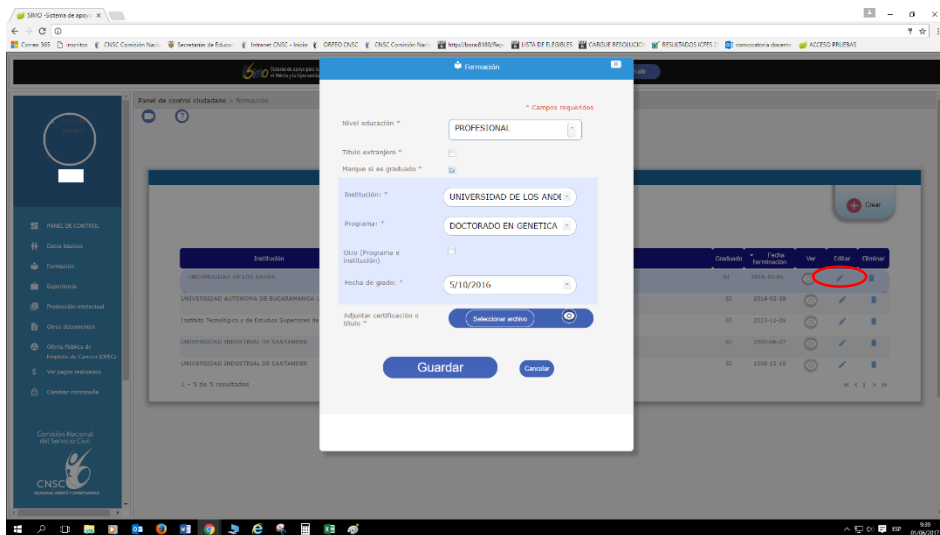 SIMO -Sistema de apoyo
Correo 365
Inscritos
CNSC Comisión Naci
Secretarías de Educac
Intranet CNSC - Inicio
ORFEO CNSC
CNSC Comisión Naci
LISTA DE ELEGIBLES
CARGUE RESOLUCIO
RESULTADOS ICFES
convocatoria docente
ACCESO PRUEBAS
Simo
Formación
Salir
Panel de control ciudadano > Formación
* Campos requeridos
Nivel educación *
PROFESIONAL
Título extranjero *
Marque si es graduado *
Institución: *
UNIVERSIDAD DE LOS ANDE
Programa: *
DOCTORADO EN GENETICA
Otro (Programa e
institución)
Fecha de grado: *
5/10/2016
Adjuntar certificación o
título *
Seleccionar archivo
Guardar
Cancelar
Crear
PANEL DE CONTROL
Datos básicos
Formación
Experiencia
Producción intelectual
Otros documentos
Oferta Pública de
Empleos de Carrera (OPEC)
Ver pagos realizados
Cambiar contraseña
Comisión Nacional
del Servicio Civil
CNSC
Institución
Graduado
Fecha
terminación
Ver
Editar
Eliminar
UNIVERSIDAD DE LOS ANDES
SI
UNIVERSIDAD AUTONOMA DE BUCARAMANGA
SI
2014-02-28
Instituto Tecnológico y de Estudios Superiores de
SI
2013-11-26
UNIVERSIDAD INDUSTRIAL DE SANTANDER
SI
UNIVERSIDAD INDUSTRIAL DE SANTANDER
SI
1998-12-15
1 - 5 de 5 resultados
1
ESP
9:39
01/06/2017